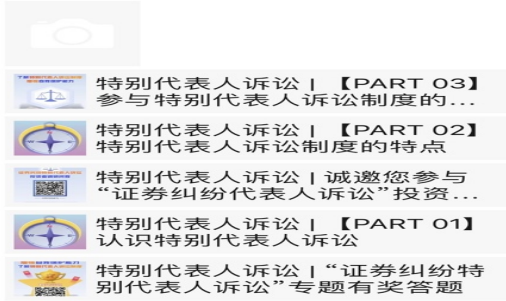 特别代表人诉讼 | 【PART 03】
参与特别代表人诉讼制度的...
特别代表人诉讼 | 【PART 02】
特别代表人诉讼制度的特点
特别代表人诉讼 | 诚邀您参与
“证券纠纷代表人诉讼”投资...
特别代表人诉讼 | 【PART 01】
认识特别代表人诉讼
特别代表人诉讼 | “证券纠纷特
别代表人诉讼”专题有奖答题